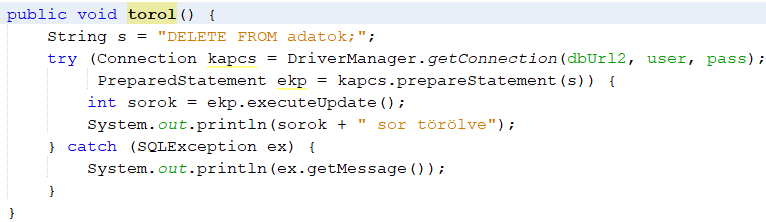 public void torol() {
    String s = "DELETE FROM adatok;";
    try (Connection kapcs = DriverManager.getConnection(dbUrl2, user, pass);
         PreparedStatement ekp = kapcs.prepareStatement(s)) {
        int sorok = ekp.executeUpdate();
        System.out.println(sorok + " sor törölve");
    } catch (SQLException ex) {
        System.out.println(ex.getMessage());
    }
}